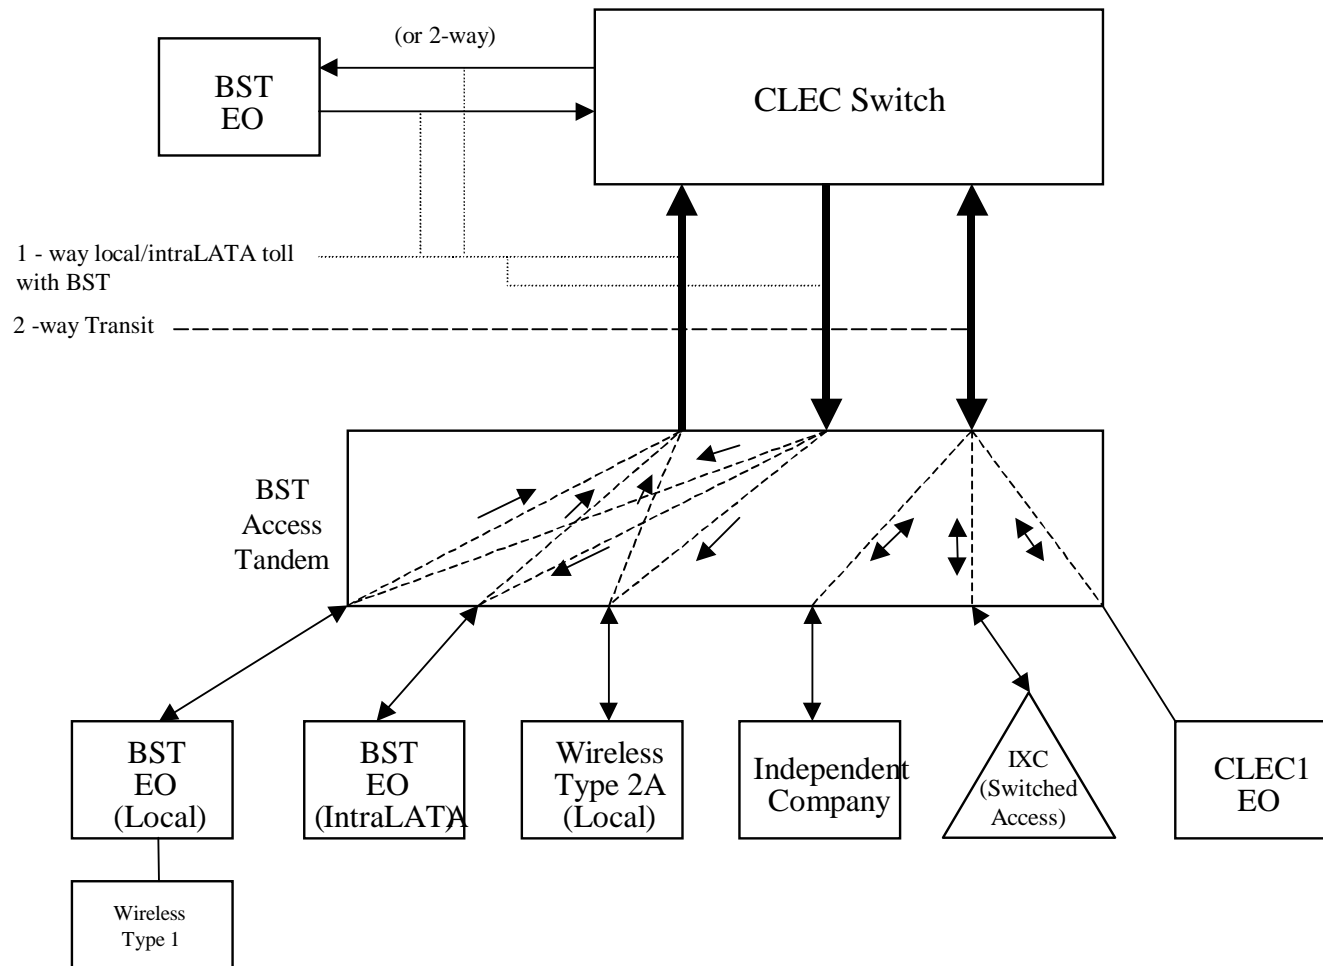 (or 2-way)
BST
EO
CLEC Switch
1 - way local/intraLATA toll
with BST
2 -way Transit
BST
Access
Tandem
BST
EO
(Local)
BST
EO
(IntraLATA)
Wireless
Type 2A
(Local)
Independent
Company
IXC
(Switched
Access)
CLEC1
EO
Wireless
Type 1